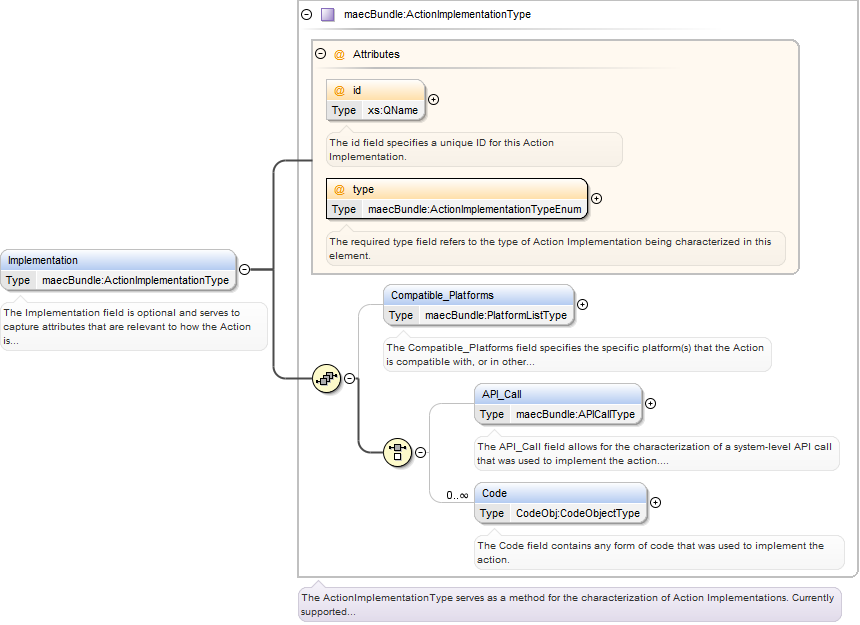 maecBundle:ActionImplementationType
@ Attributes
@ id
Type xs:QName
The id field specifies a unique ID for this Action
Implementation.
@ type
Type maecBundle:ActionImplementationTypeEnum
The required type field refers to the type of Action Implementation being characterized in this
element.
Implementation
Type maecBundle:ActionImplementationType
The Implementation field is optional and serves to
capture attributes that are relevant to how the Action
is...
Compatible_Platforms
Type maecBundle:PlatformListType
The Compatible_Platforms field specifies the specific platform(s) that the Action
is compatible with, or in other...
API_Call
Type maecBundle:APICallType
The API_Call field allows for the characterization of a system-level API call
that was used to implement the action....
0..∞
Code
Type CodeObj:CodeObjectType
The Code field contains any form of code that was used to implement the
action.
The ActionImplementationType serves as a method for the characterization of Action Implementations. Currently
supported...